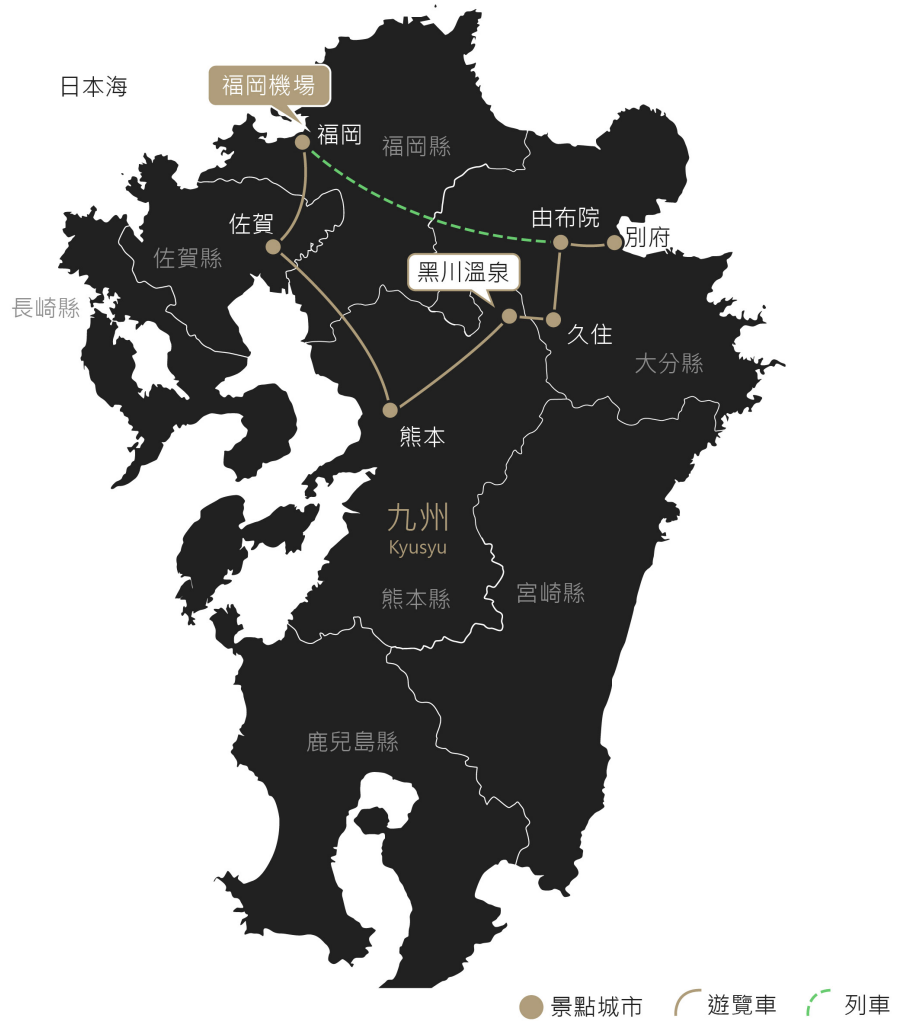 日本海
福岡機場
福岡
福岡縣
佐賀
由布院
別府
佐賀縣
黑川溫泉
長崎縣
久住
大分縣
熊本
九州
Kyusyu
熊本縣
宮崎縣
鹿兒島縣
景點城市
遊覽車
列車